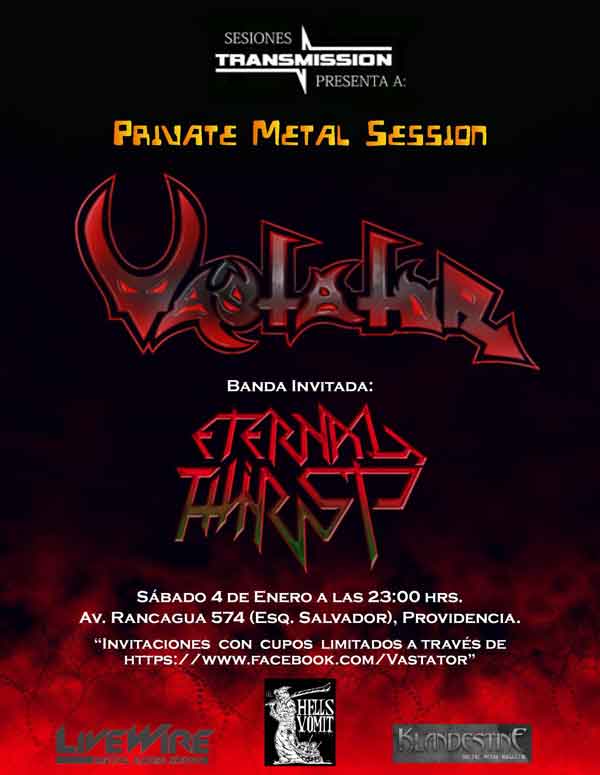 SESIONES
TRANSMISSION
PRESENTA A:
PRIVATE METAL SESSION
VASTATOR
BANDA INVITADA:
ETERNAL
THIRST
SÁBADO 4 DE ENERO A LAS 23:00 HRS.
AV. RANCAGUA 574 (ESQ. SALVADOR), PROVIDENCIA.
“INVITACIONES CON CUPOS LIMITADOS A TRAVÉS DE
HTTPS://WWW.FACEBOOK.COM/VASTATOR”
HELLS
VOMIT
LIVEWIRE
KLANDESTINE